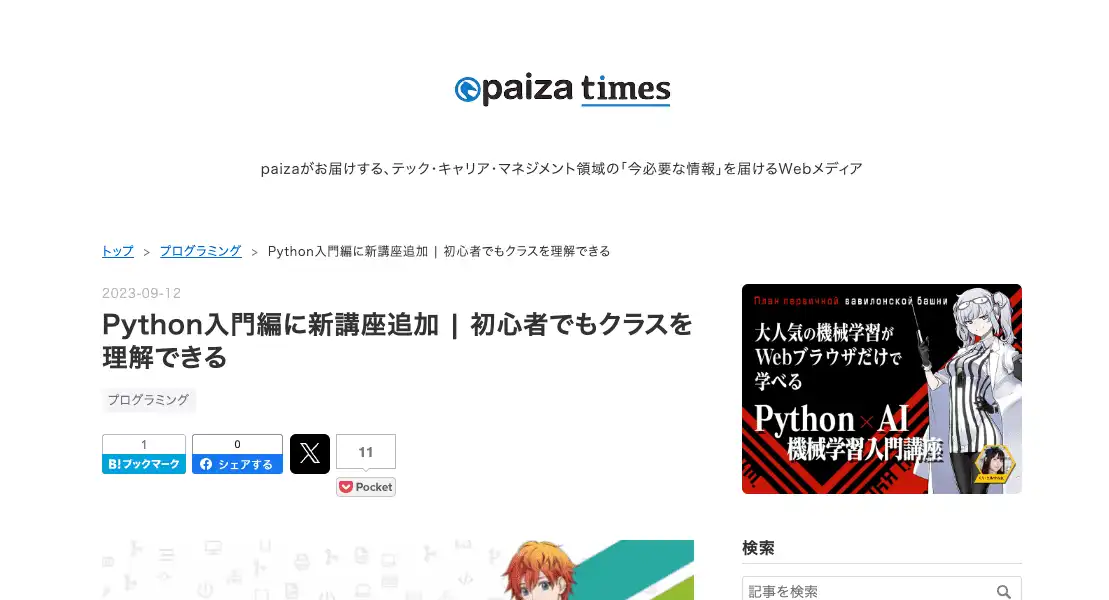 paiza times
paizaがお届けする、テック・キャリア・マネジメント領域の「今必要な情報」を届けるWebメディア
トップ > プログラミング > Python入門編に新講座追加 | 初心者でもクラスを理解できる
2023-09-12
Python入門編に新講座追加 | 初心者でもクラスを
理解できる
プログラミング
1
B!ブックマーク
0
シェアする
11
Pocket
План первичной вавилонской башни
大人気の機械学習が
Webブラウザだけで
学べる
Python×AI
機械学習入門講座
検索
記事を検索